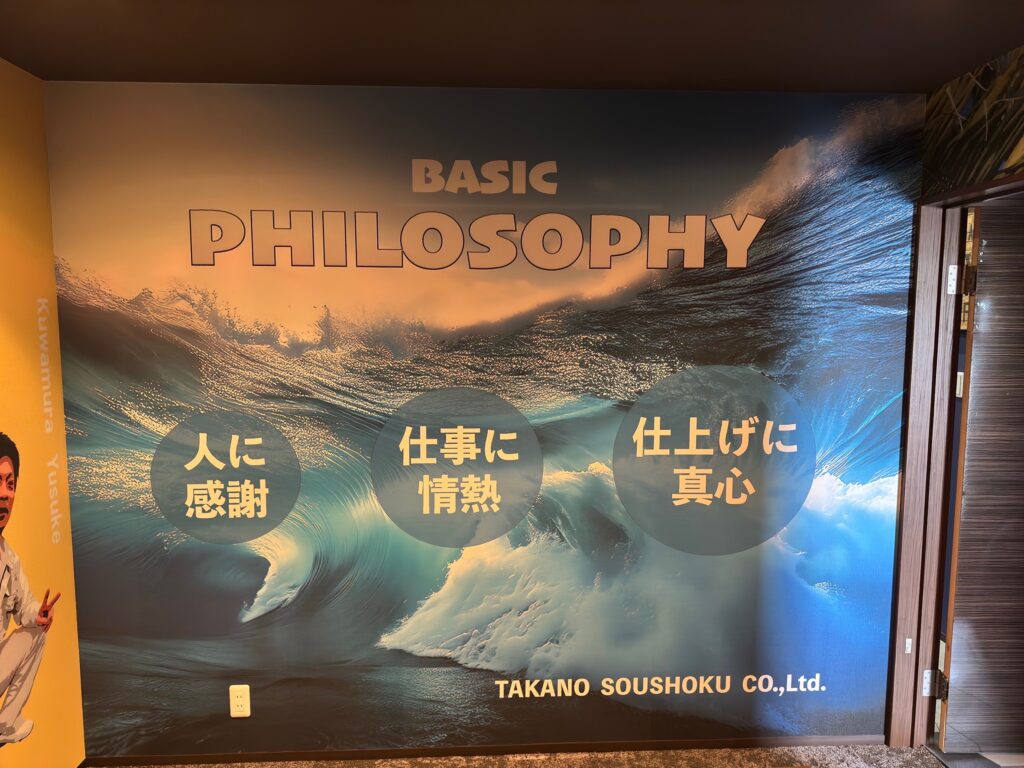 BASIC
PHILOSOPHY
人に
感謝
仕事に
情熱
仕上げに
真心
TAKANO SOUSHOKU CO.,Ltd.
Kuwamura Yusuke